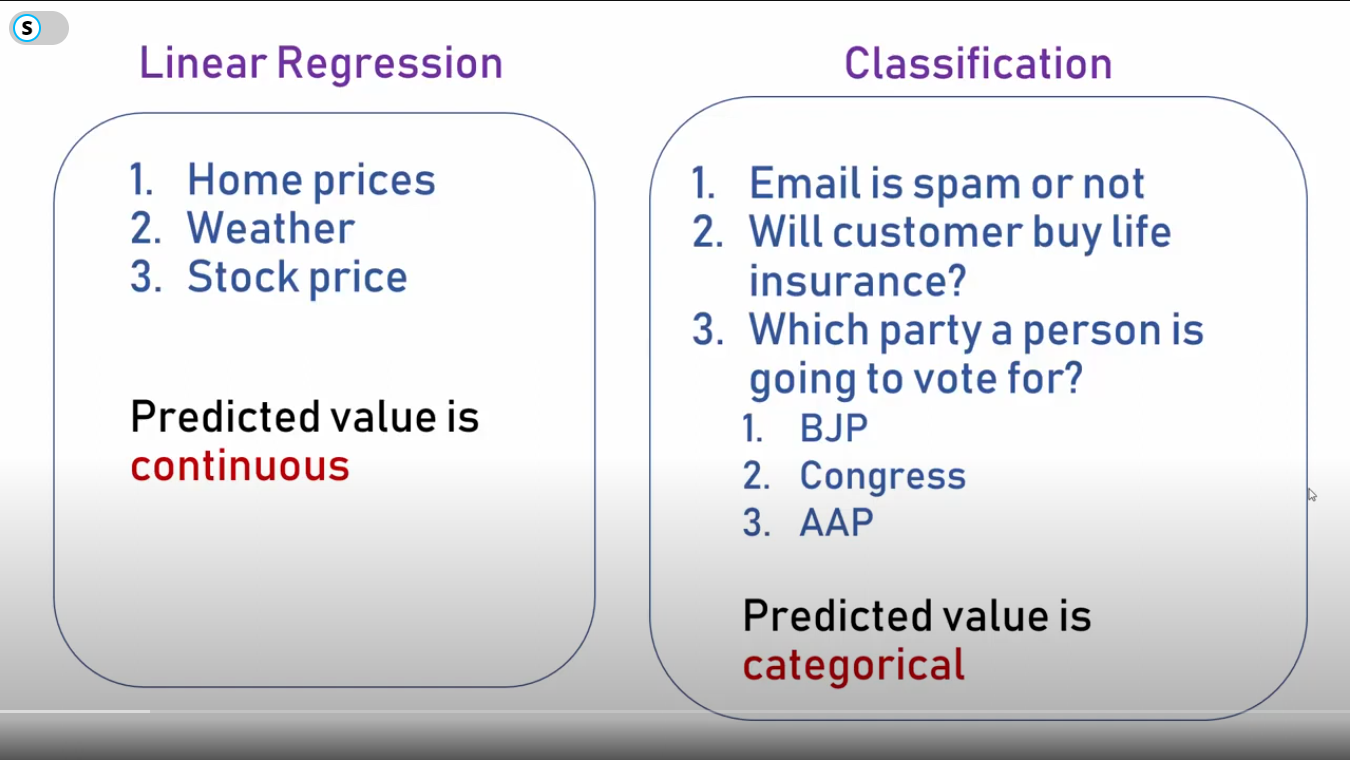 S
Linear Regression
1. Home prices
2. Weather
3. Stock price
Predicted value is
continuous
Classification
1. Email is spam or not
2. Will customer buy life
insurance?
3. Which party a person is
going to vote for?
1. BJP
2. Congress
3. AAP
Predicted value is
categorical